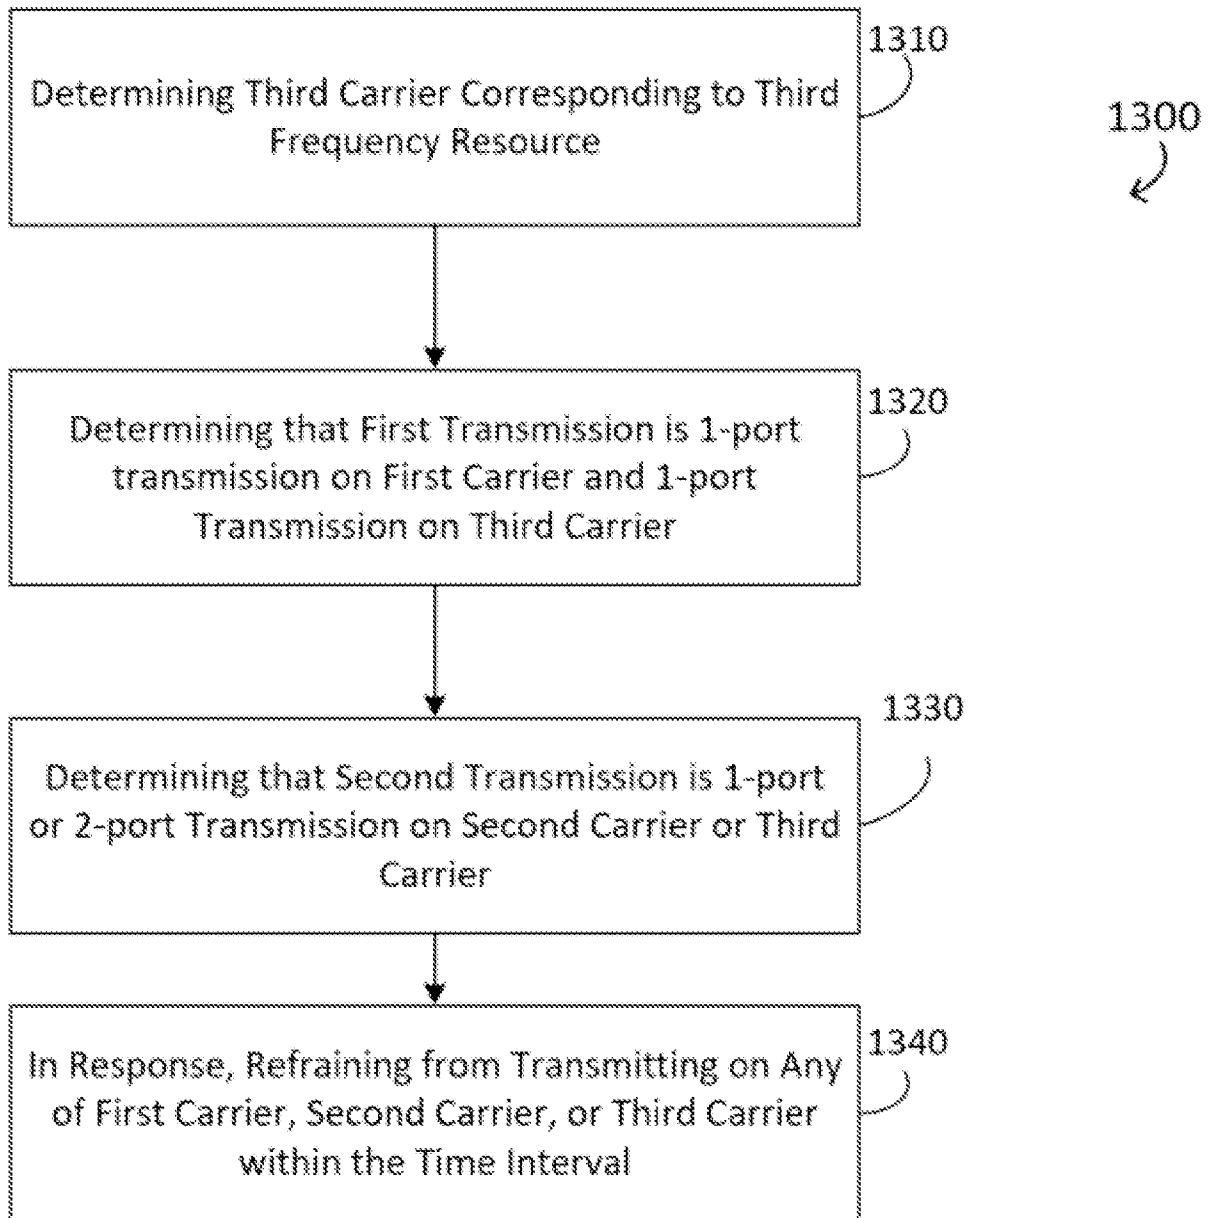 1310
Determining Third Carrier Corresponding to Third
Frequency Resource
1300
1320
Determining that First Transmission is 1-port
transmission on First Carrier and 1-port
Transmission on Third Carrier
1330
Determining that Second Transmission is 1-port
or 2-port Transmission on Second Carrier or Third
Carrier
1340
In Response, Refraining from Transmitting on Any
of First Carrier, Second Carrier, or Third Carrier
within the Time Interval